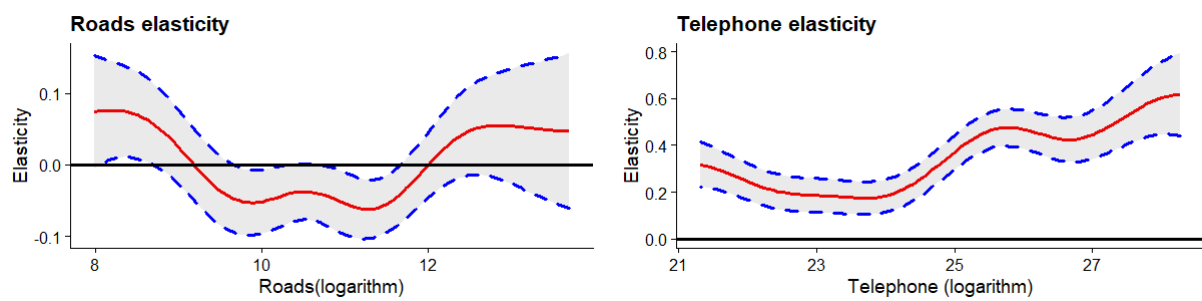 Roads elasticity
Elasticity
0.1
0.0
-0.1
8
10
12
Roads(logarithm)
Telephone elasticity
Elasticity
0.8
0.6
0.4
0.2
0.0
21
23
25
27
Telephone (logarithm)